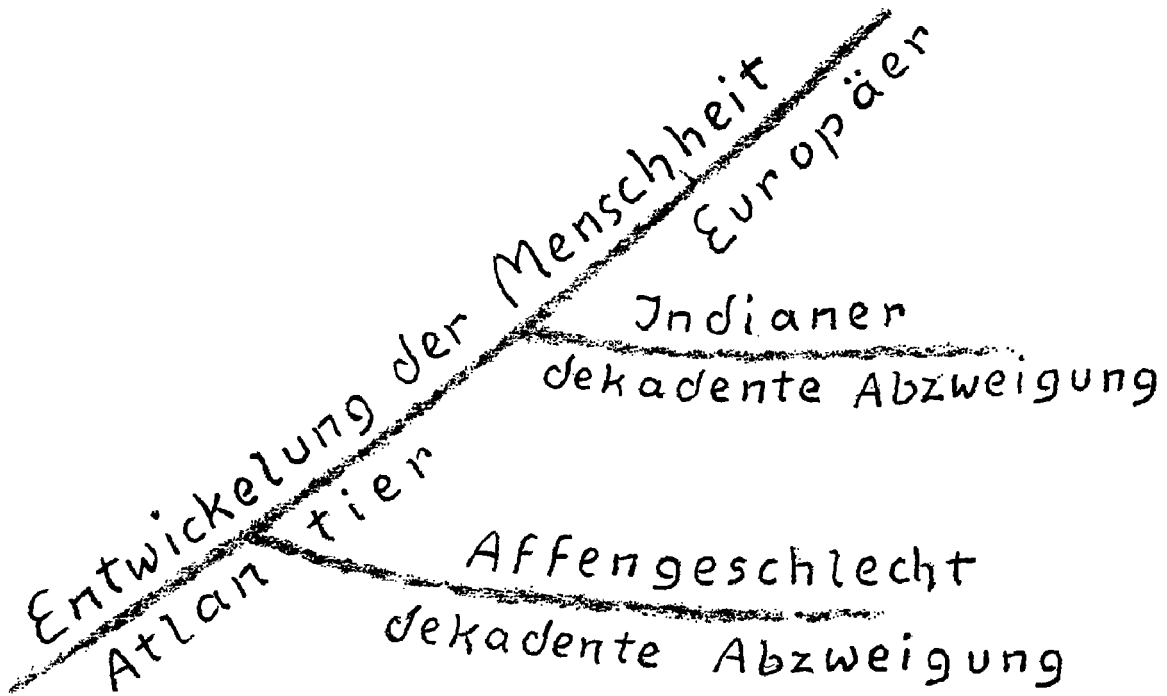 Entwickelung der Menschheit
Europäer
Indianer
dekadente Abzweigung
Atlantier
Affengeschlecht
dekadente Abzweigung